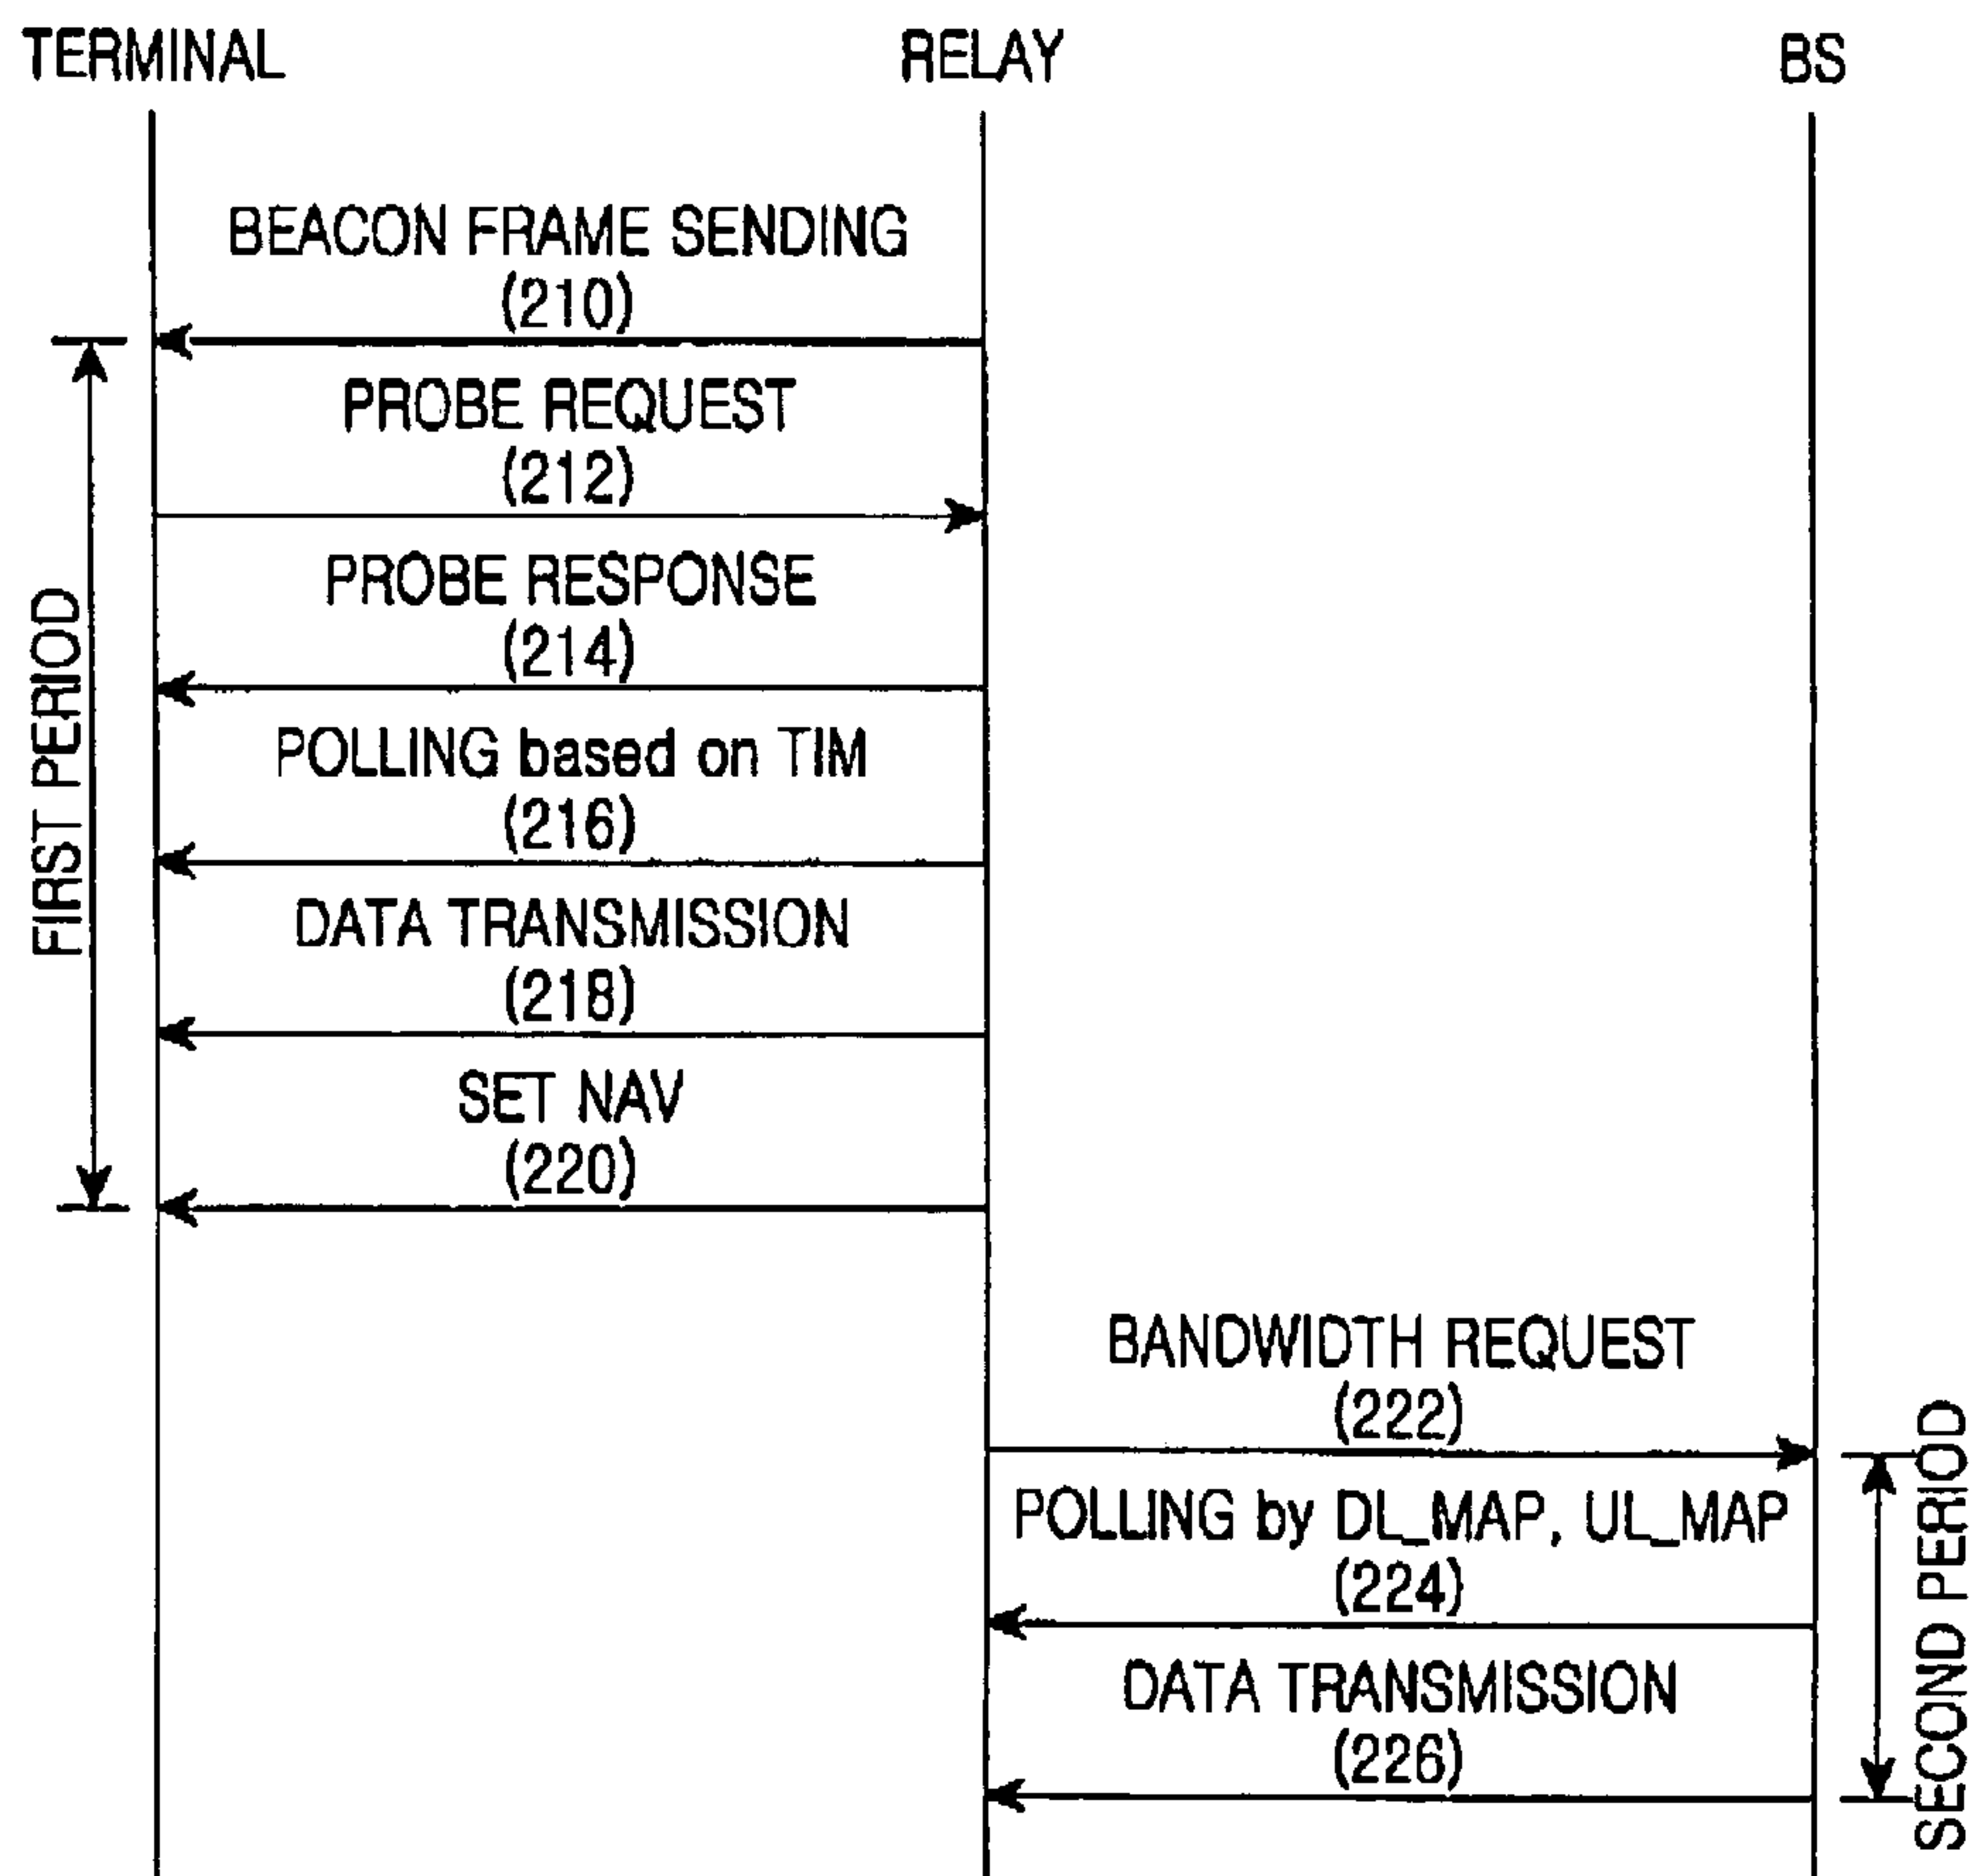 TERMINAL
RELAY
BS
BEACON FRAME SENDING
(210)
PROBE REQUEST
(212)
PROBE RESPONSE
(214)
POLLING based on TIM
(216)
DATA TRANSMISSION
(218)
SET NAV
(220)
FIRST PERIOD
BANDWIDTH REQUEST
(222)
POLLING by DL_MAP, UL_MAP
(224)
DATA TRANSMISSION
(226)
SECOND PERIOD